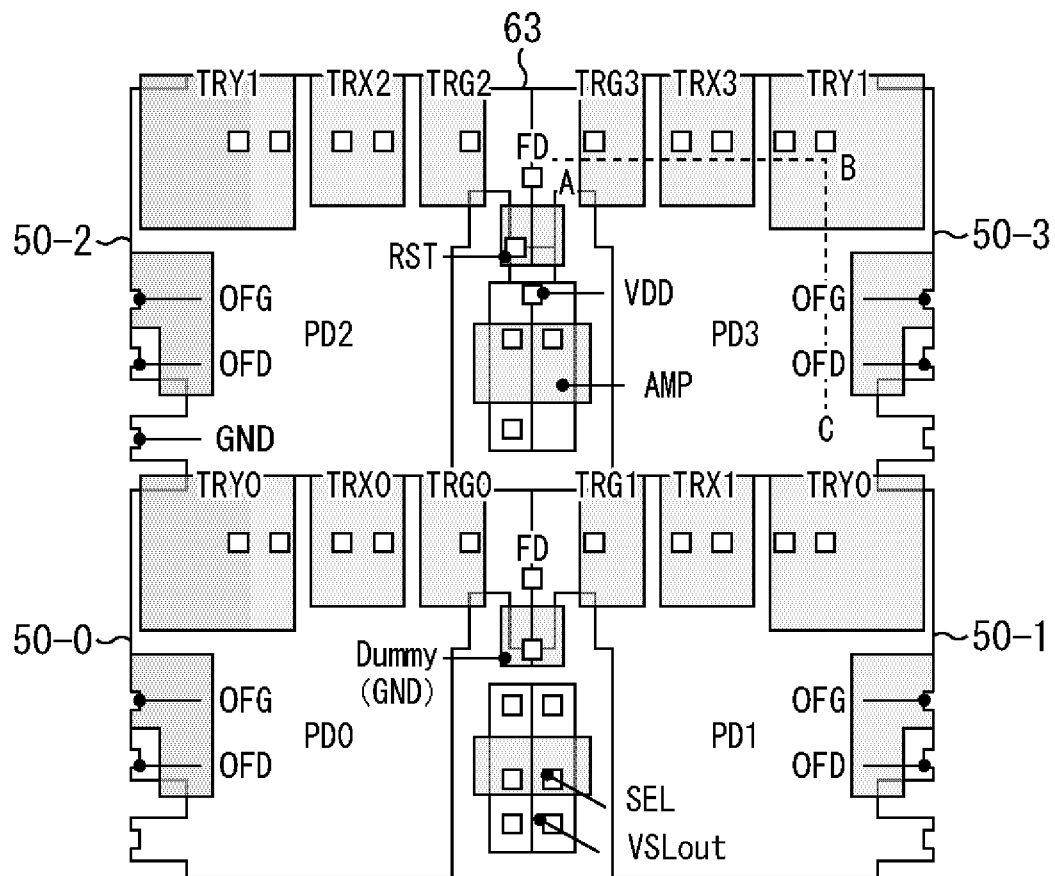 63
TRY1 TRX2 TRG2 TRG3 TRX3 TRY1
FD
A
B
50-2
50-3
RST
VDD
OFG
OFG
PD2
PD3
OFD
OFD
AMP
C
GND
TRY0 TRX0 TRG0 TRG1 TRX1 TRY0
FD
50-0
50-1
Dummy
(GND)
OFG
OFG
PD0
PD1
OFD
OFD
SEL
VSLout